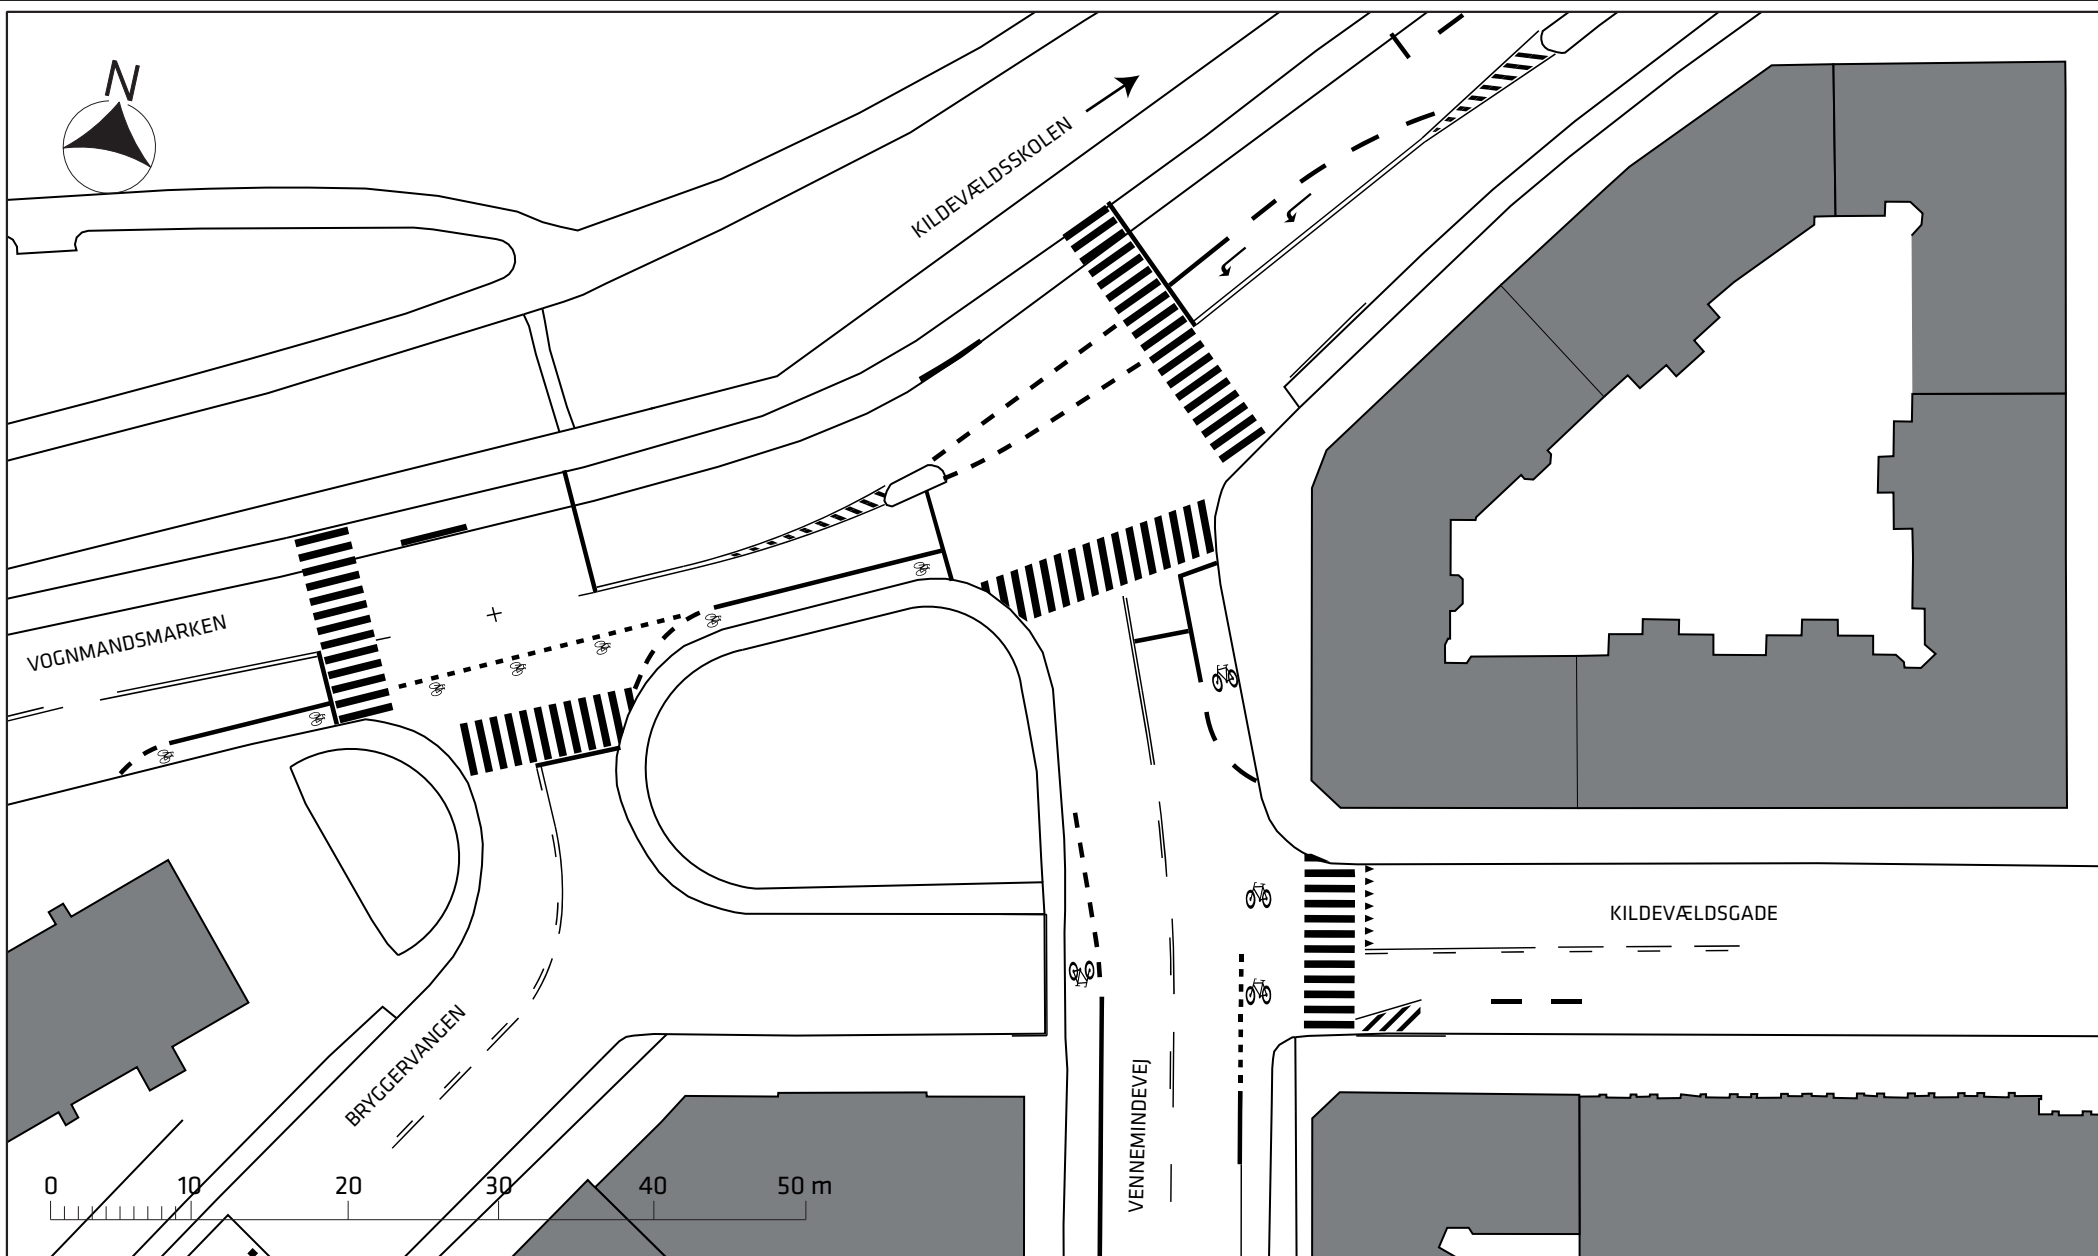 N
KILDEVÆLDSSKOLEN
VOGNMANDSMARKEN
KILDEVÆLDSGADE
BRYGGERVANGEN
VENNEMINDEVEJ
0 10 20 30 40 50 m